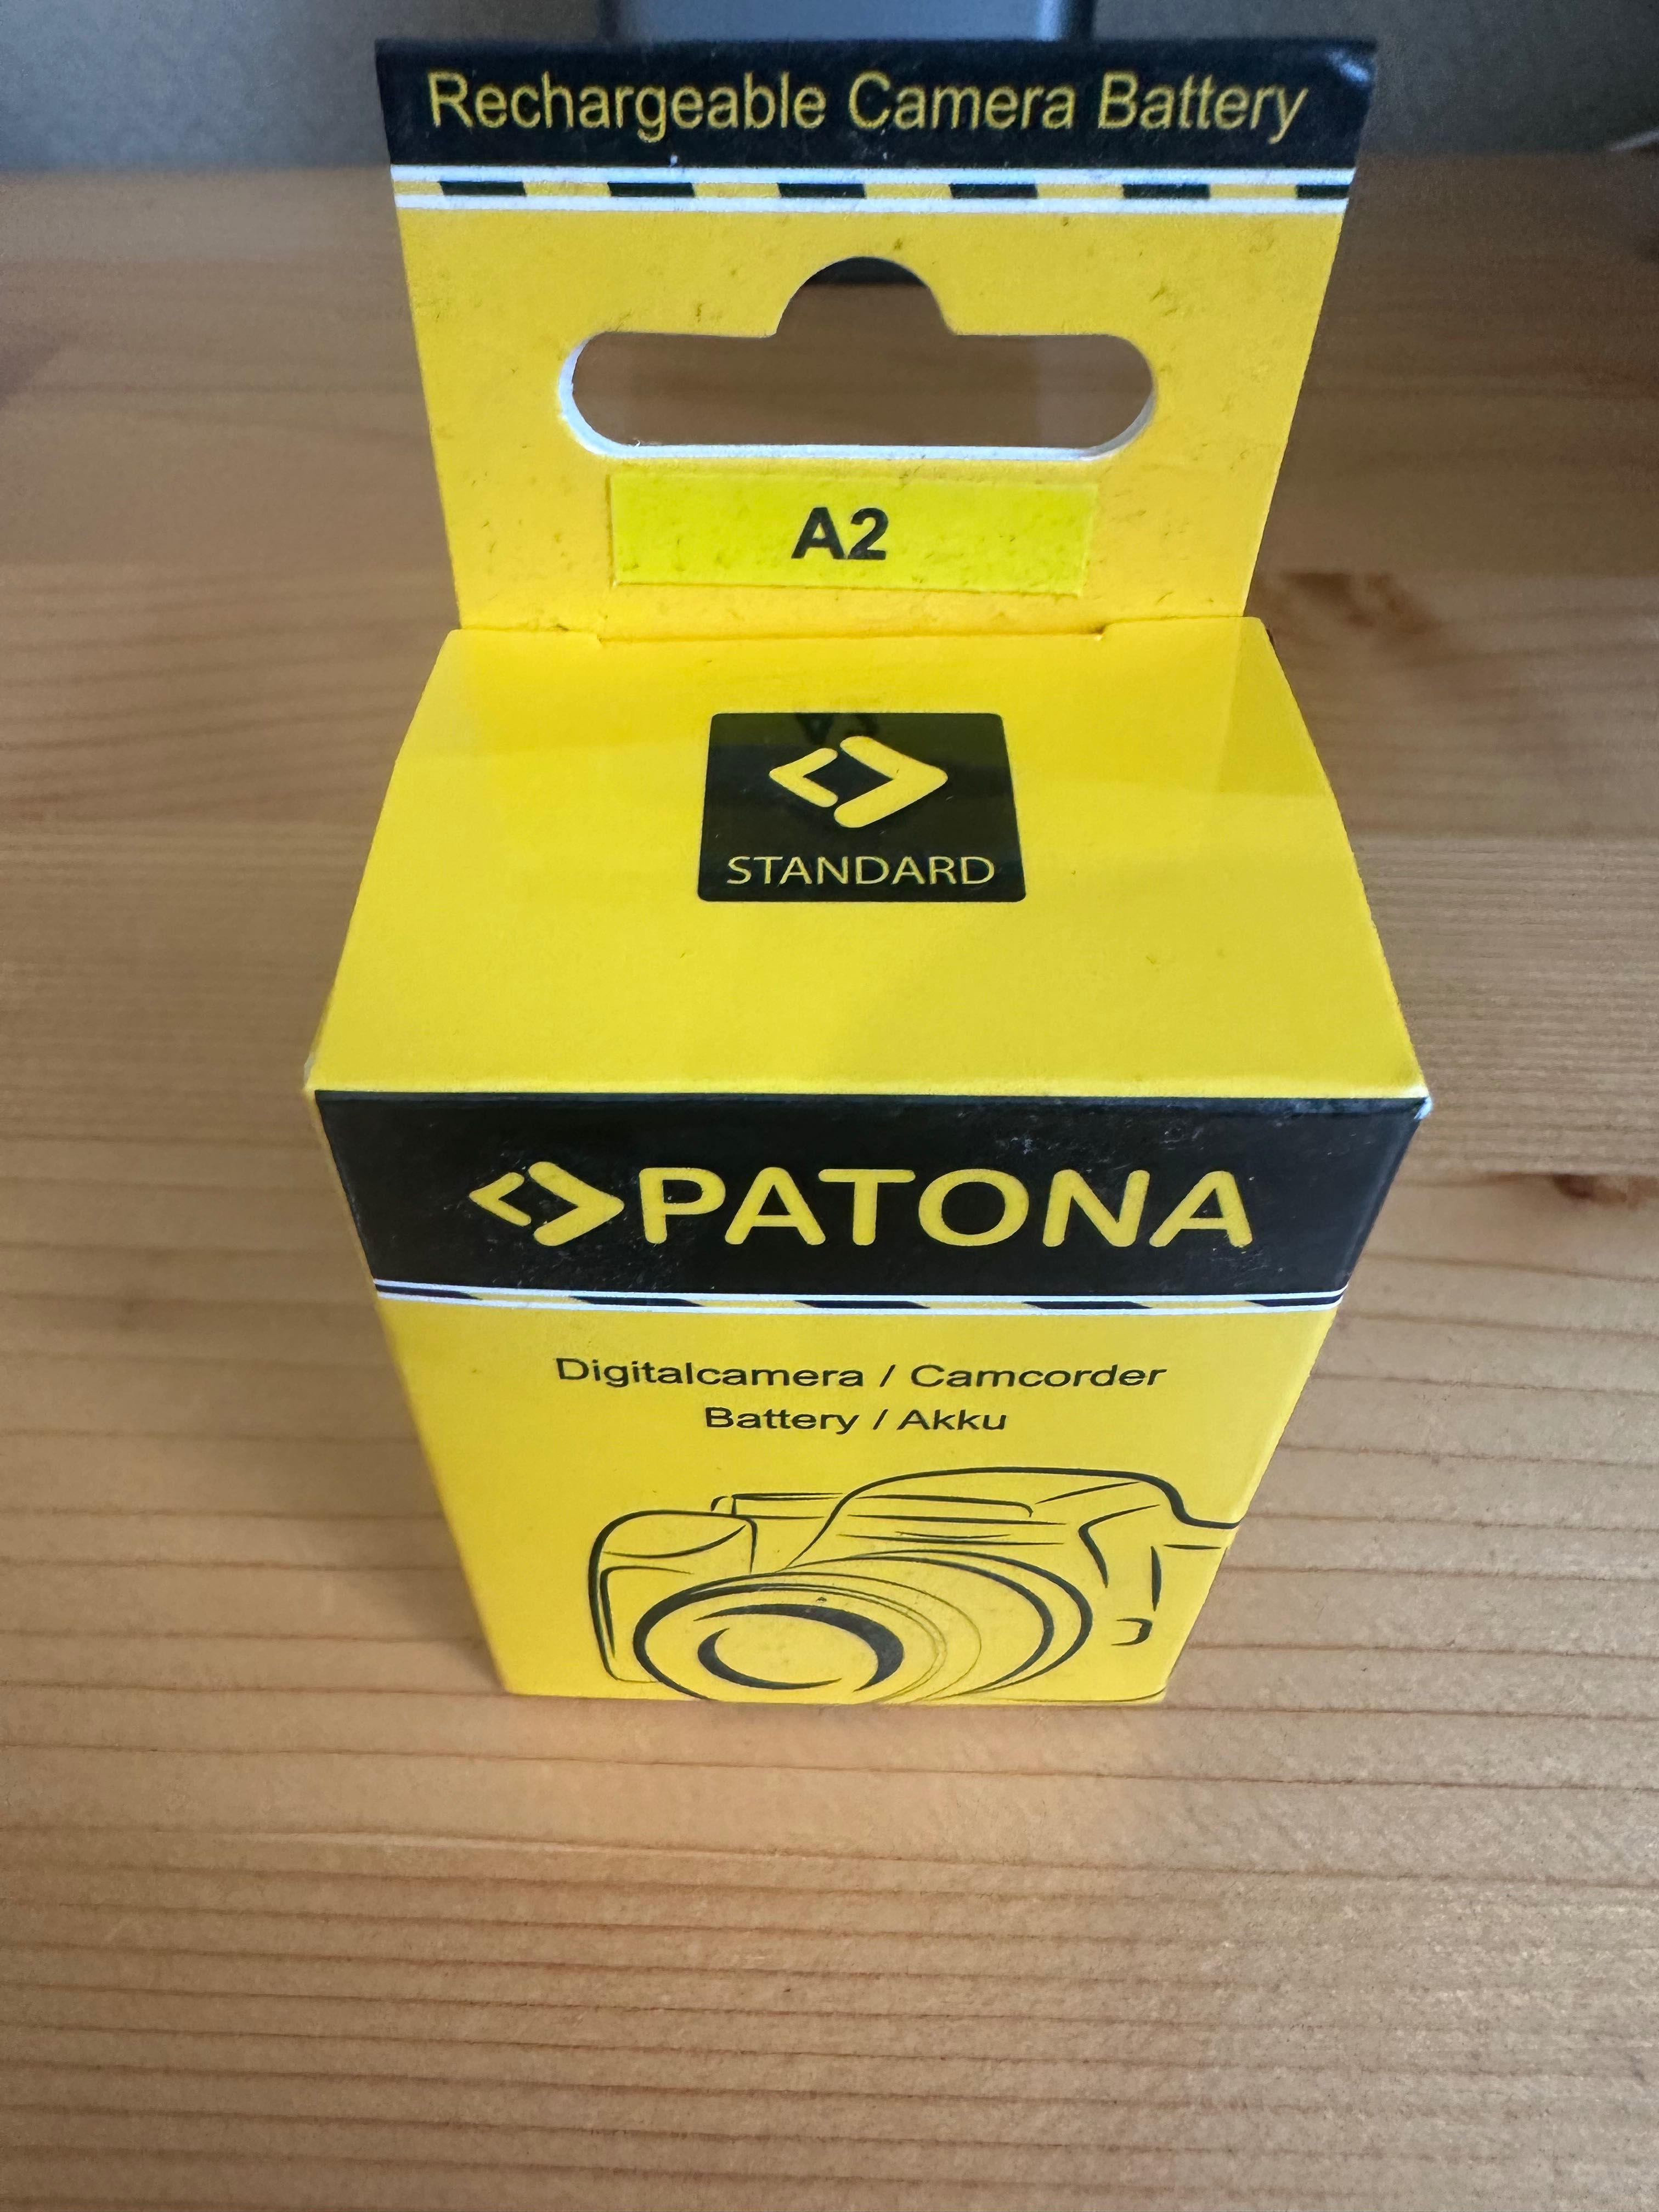 Rechargeable Camera Battery
A2
STANDARD
PATONA
Digitalcamera / Camcorder
Battery / Akku